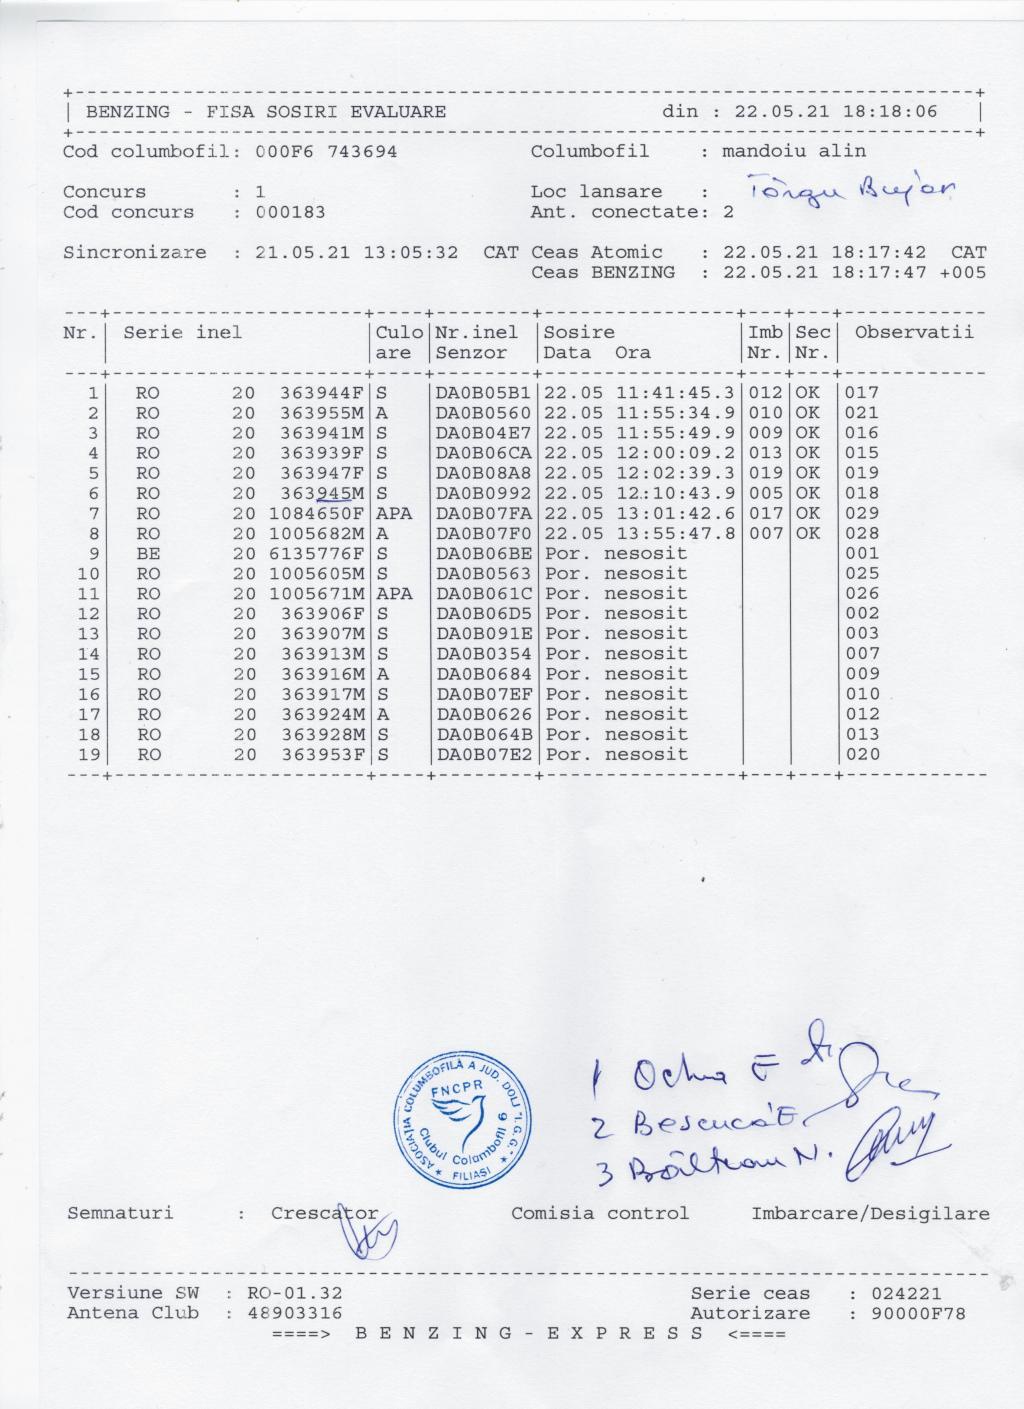 BENZING - FISA SOSIRI EVALUARE din : 22.05.21 18:18:06
Cod columbofil: 000F6 743694 Columbofil : mandoiu alin
Concurs : 1 Loc lansare : Târgu Bujor
Cod concurs : 000183 Ant. conectate: 2
Sincronizare : 21.05.21 13:05:32 CAT Ceas Atomic : 22.05.21 18:17:42 CAT
Ceas BENZING : 22.05.21 18:17:47 +005
Nr. Serie inel Culo Nr.inel Sosire Imb Sec Observatii
are Senzor Data Ora Nr. Nr.
1 RO 20 363944F S DA0B05B1 22.05 11:41:45.3 012 OK 017
2 RO 20 363955M A DA0B0560 22.05 11:55:34.9 010 OK 021
3 RO 20 363941M S DA0B04E7 22.05 11:55:49.9 009 OK 016
4 RO 20 363939F S DA0B06CA 22.05 12:00:09.2 013 OK 015
5 RO 20 363947F S DA0B08A8 22.05 12:02:39.3 019 OK 019
6 RO 20 363945M S DA0B0992 22.05 12:10:43.9 005 OK 018
7 RO 20 1084650F APA DA0B07FA 22.05 13:01:42.6 017 OK 029
8 RO 20 1005682M A DA0B07F0 22.05 13:55:47.8 007 OK 028
9 BE 20 6135776F S DA0B06BE Por. nesosit 001
10 RO 20 1005605M S DA0B0563 Por. nesosit 025
11 RO 20 1005671M APA DA0B061C Por. nesosit 026
12 RO 20 363906F S DA0B06D5 Por. nesosit 002
13 RO 20 363907M S DA0B091E Por. nesosit 003
14 RO 20 363913M S DA0B0354 Por. nesosit 007
15 RO 20 363916M A DA0B0684 Por. nesosit 009
16 RO 20 363917M S DA0B07EF Por. nesosit 010
17 RO 20 363924M A DA0B0626 Por. nesosit 012
18 RO 20 363928M S DA0B064B Por. nesosit 013
19 RO 20 363953F S DA0B07E2 Por. nesosit 020
ASOCIAȚIA COLUMBOFILĂ A JUD. DOLJ "I.G.G."
FNCPR
Clubul Columbofil 6
FILIAȘI
1 E
2 E.
3 N.
Semnaturi : Crescator Comisia control Imbarcare/Desigilare
Versiune SW : RO-01.32 Serie ceas : 024221
Antena Club : 48903316 Autorizare : 90000F78
====> B E N Z I N G - E X P R E S S <====